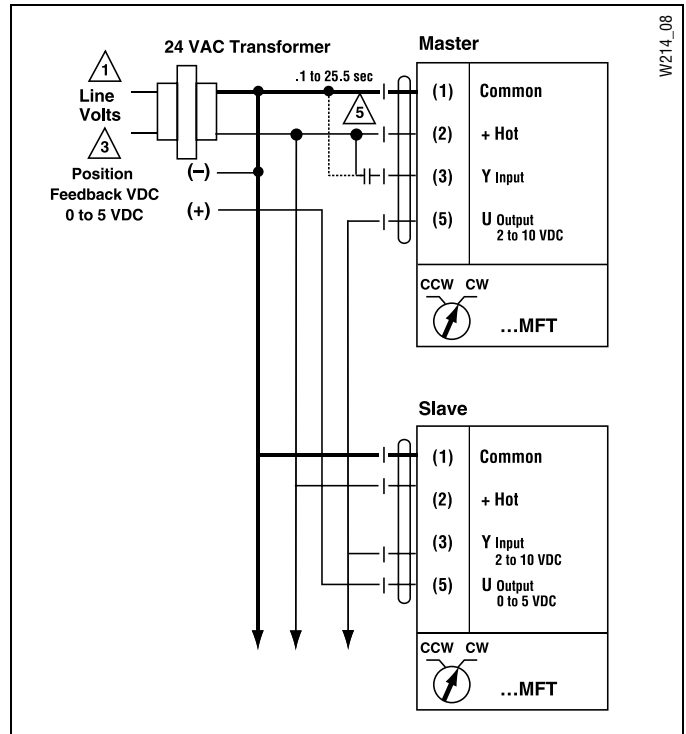 W214_08
24 VAC Transformer
Master
1
Line
Volts
3
Position
Feedback VDC
0 to 5 VDC
(–)
(+)
.1 to 25.5 sec
5
(1) Common
(2) + Hot
(3) Y Input
(5) U Output
2 to 10 VDC
CCW CW
...MFT
Slave
(1) Common
(2) + Hot
(3) Y Input
2 to 10 VDC
(5) U Output
0 to 5 VDC
CCW CW
...MFT